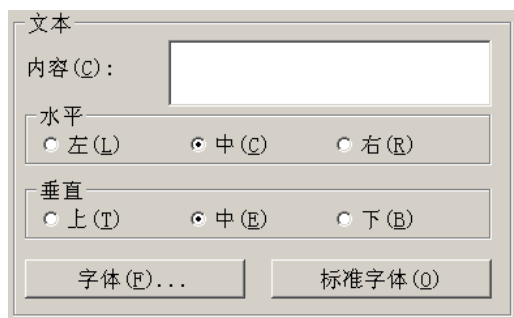 文本
内容(C):
水平
左(L) 中(C) 右(R)
垂直
上(T) 中(E) 下(B)
字体(F)... 标准字体(O)